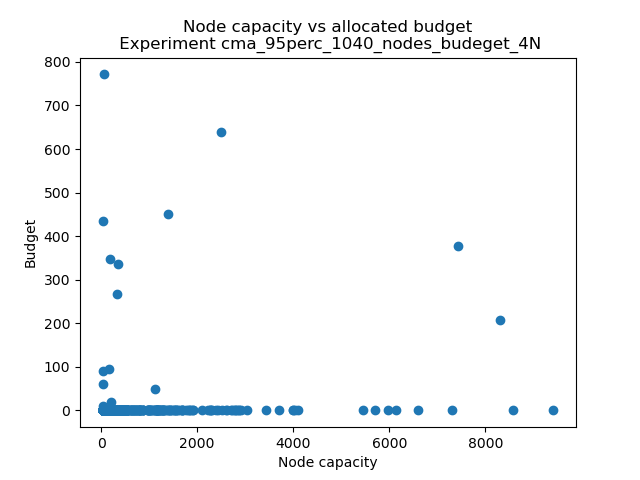 Node capacity vs allocated budget
Experiment cma_95perc_1040_nodes_budeget_4N
800
700
600
500
400
300
200
100
0
Budget
0 2000 4000 6000 8000
Node capacity